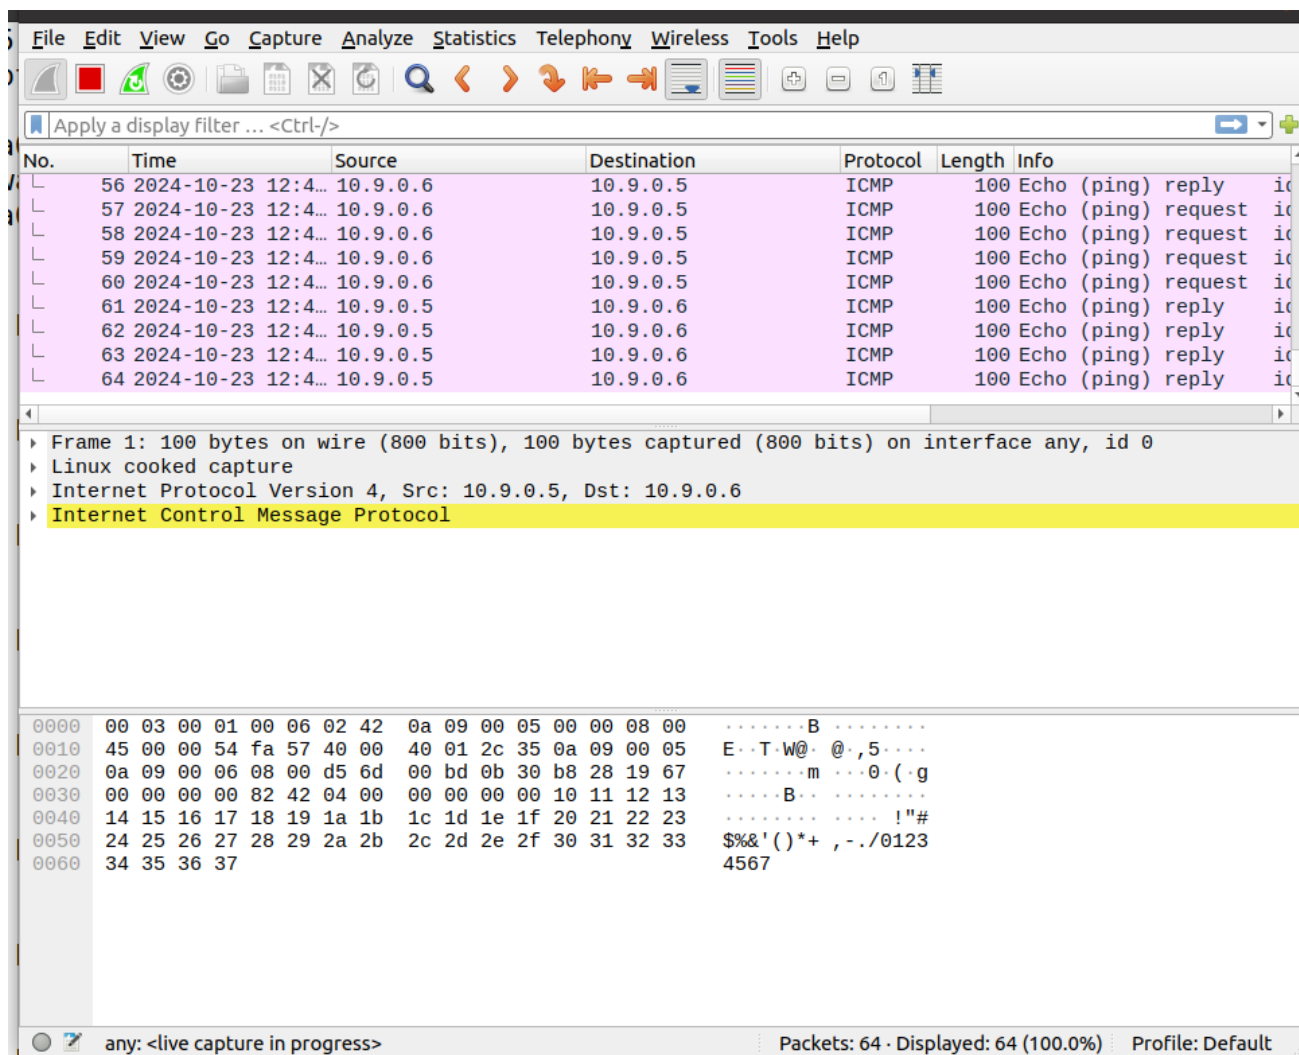 File Edit View Go Capture Analyze Statistics Telephony Wireless Tools Help
Apply a display filter … <Ctrl-/>
No. Time Source Destination Protocol Length Info
56 2024-10-23 12:4… 10.9.0.6 10.9.0.5 ICMP 100 Echo (ping) reply
57 2024-10-23 12:4… 10.9.0.6 10.9.0.5 ICMP 100 Echo (ping) request
58 2024-10-23 12:4… 10.9.0.6 10.9.0.5 ICMP 100 Echo (ping) request
59 2024-10-23 12:4… 10.9.0.6 10.9.0.5 ICMP 100 Echo (ping) request
60 2024-10-23 12:4… 10.9.0.6 10.9.0.5 ICMP 100 Echo (ping) request
61 2024-10-23 12:4… 10.9.0.5 10.9.0.6 ICMP 100 Echo (ping) reply
62 2024-10-23 12:4… 10.9.0.5 10.9.0.6 ICMP 100 Echo (ping) reply
63 2024-10-23 12:4… 10.9.0.5 10.9.0.6 ICMP 100 Echo (ping) reply
64 2024-10-23 12:4… 10.9.0.5 10.9.0.6 ICMP 100 Echo (ping) reply
Frame 1: 100 bytes on wire (800 bits), 100 bytes captured (800 bits) on interface any, id 0
Linux cooked capture
Internet Protocol Version 4, Src: 10.9.0.5, Dst: 10.9.0.6
Internet Control Message Protocol
0000 00 03 00 01 00 06 02 42 0a 09 00 05 00 00 08 00 ·······B ········
0010 45 00 00 54 fa 57 40 00 40 01 2c 35 0a 09 00 05 E··T·W@· @·,5····
0020 0a 09 00 06 08 00 d5 6d 00 bd 0b 30 b8 28 19 67 ·······m ···0·(·g
0030 00 00 00 00 82 42 04 00 00 00 00 00 10 11 12 13 ·····B·· ········
0040 14 15 16 17 18 19 1a 1b 1c 1d 1e 1f 20 21 22 23 ········ ···· !"#
0050 24 25 26 27 28 29 2a 2b 2c 2d 2e 2f 30 31 32 33 $%&'()*+ ,-./0123
0060 34 35 36 37 4567
any: <live capture in progress> Packets: 64 · Displayed: 64 (100.0%) Profile: Default